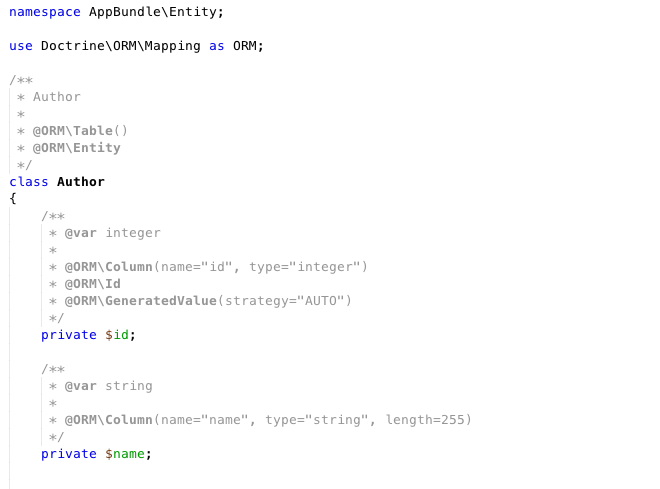 namespace AppBundle\Entity;
use Doctrine\ORM\Mapping as ORM;
/**
 * Author
 *
 * @ORM\Table()
 * @ORM\Entity
 */
class Author
{
    /**
     * @var integer
     *
     * @ORM\Column(name="id", type="integer")
     * @ORM\Id
     * @ORM\GeneratedValue(strategy="AUTO")
     */
    private $id;
    /**
     * @var string
     *
     * @ORM\Column(name="name", type="string", length=255)
     */
    private $name;